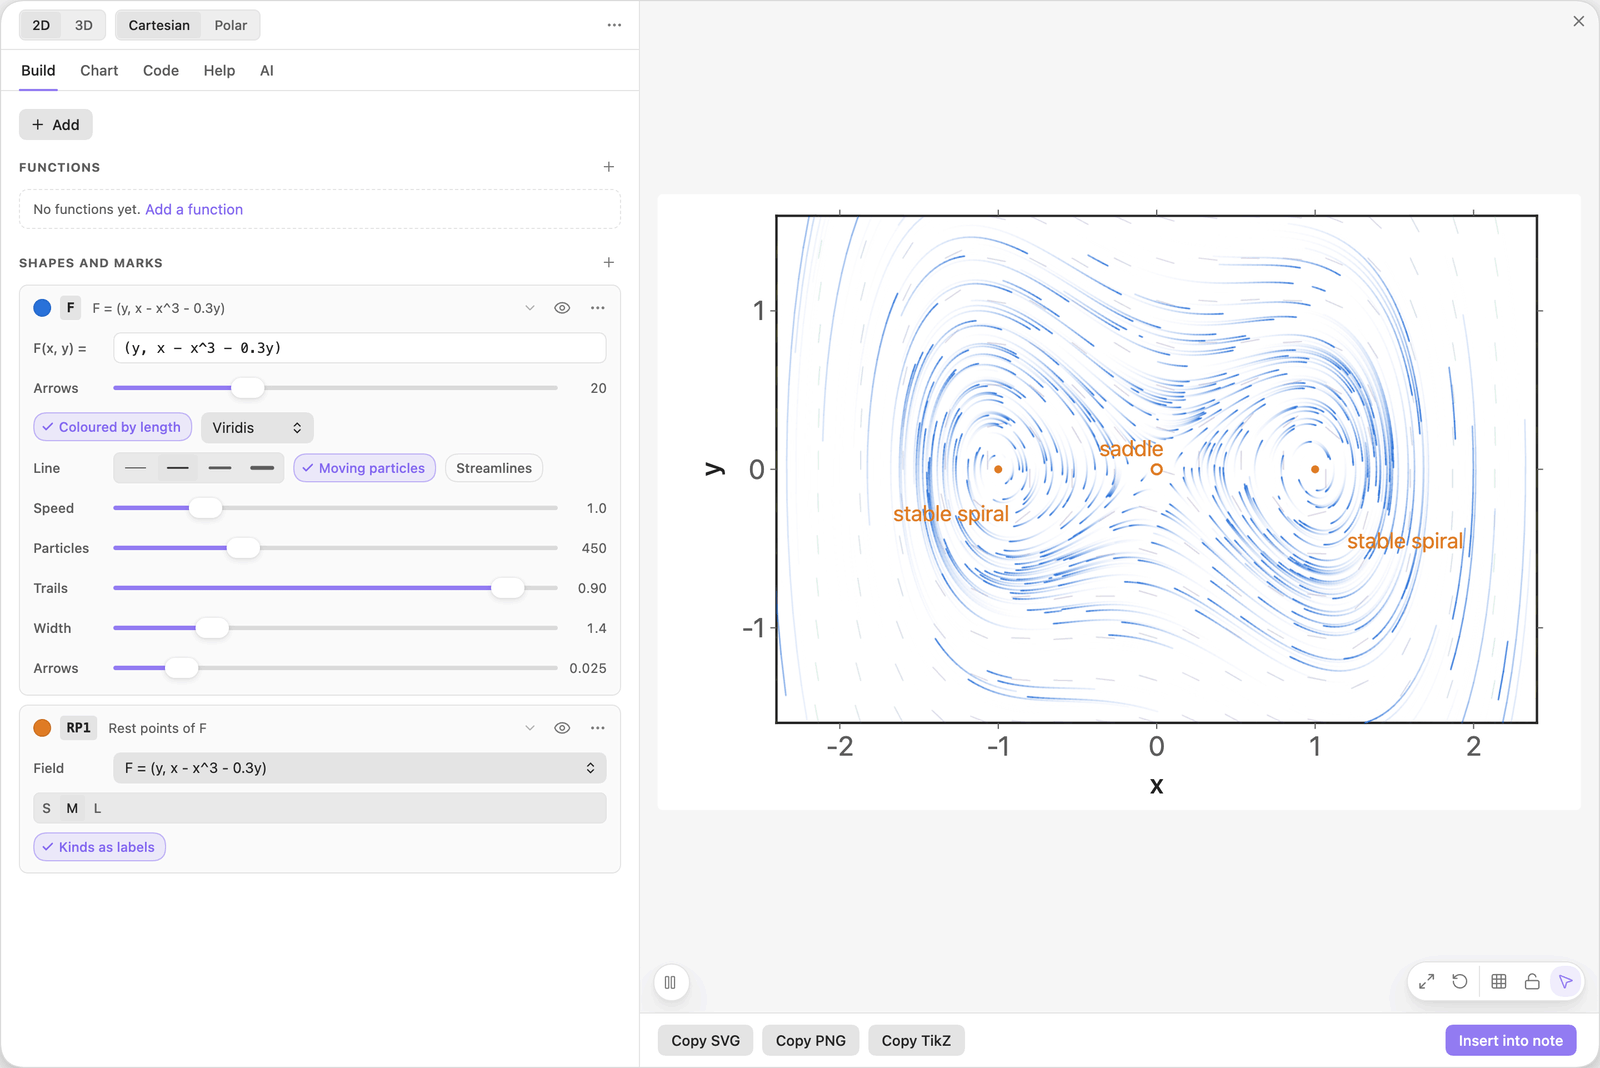 2D 3D Cartesian Polar
Build Chart Code Help AI
+ Add
FUNCTIONS
No functions yet. Add a function
SHAPES AND MARKS
F F = (y, x - x^3 - 0.3y)
F(x, y) = (y, x − x^3 − 0.3y)
Arrows 20
Coloured by length Viridis
Line Moving particles Streamlines
Speed 1.0
Particles 450
Trails 0.90
Width 1.4
Arrows 0.025
RP1 Rest points of F
Field F = (y, x - x^3 - 0.3y)
S M L
Kinds as labels
1
saddle
y 0
stable spiral
stable spiral
-1
-2 -1 0 1 2
x
Copy SVG Copy PNG Copy TikZ Insert into note